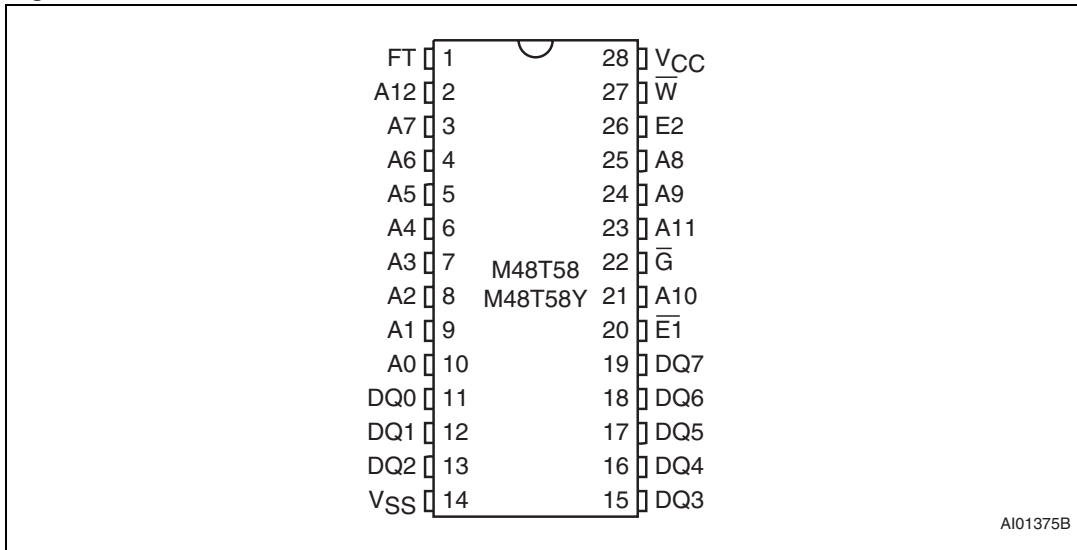 FT 1 28 VCC
A12 2 27 W̅
A7 3 26 E2
A6 4 25 A8
A5 5 24 A9
A4 6 23 A11
A3 7 M48T58 22 G̅
A2 8 M48T58Y 21 A10
A1 9 20 E̅1̅
A0 10 19 DQ7
DQ0 11 18 DQ6
DQ1 12 17 DQ5
DQ2 13 16 DQ4
VSS 14 15 DQ3
AI01375B